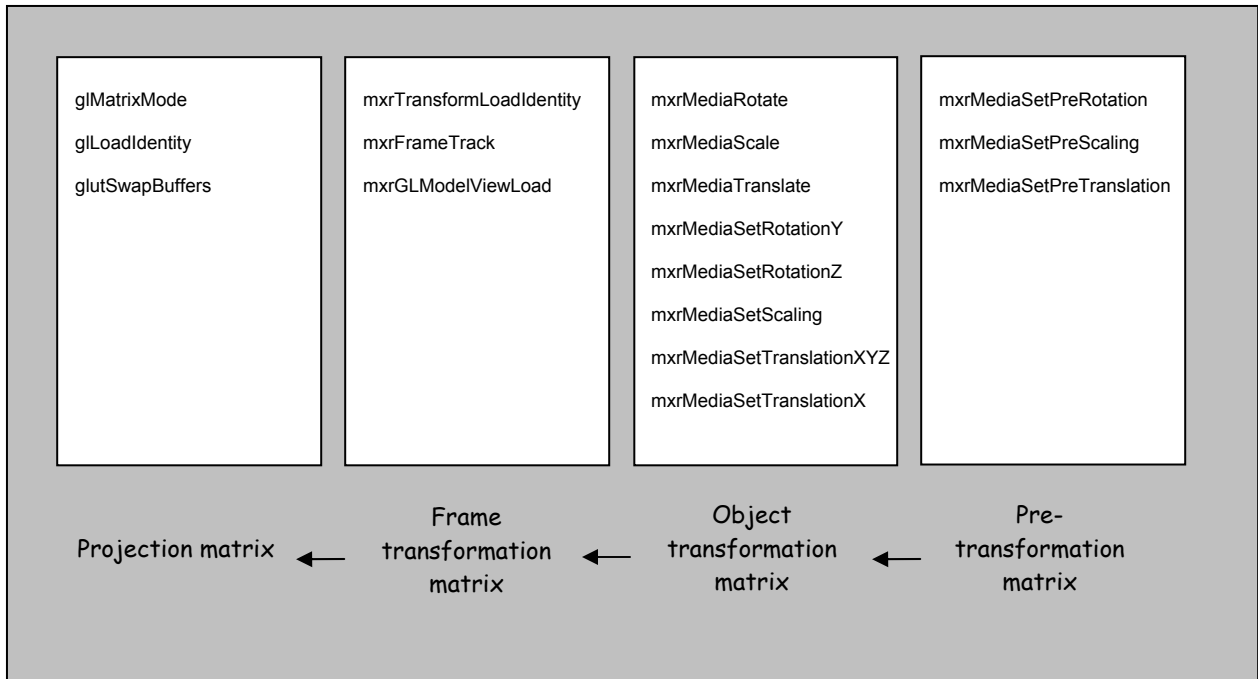 glMatrixMode
glLoadIdentity
glutSwapBuffers
mxrTransformLoadIdentity
mxrFrameTrack
mxrGLModelViewLoad
mxrMediaRotate
mxrMediaScale
mxrMediaTranslate
mxrMediaSetRotationY
mxrMediaSetRotationZ
mxrMediaSetScaling
mxrMediaSetTranslationXYZ
mxrMediaSetTranslationX
mxrMediaSetPreRotation
mxrMediaSetPreScaling
mxrMediaSetPreTranslation
Projection matrix
Frame
transformation
matrix
Object
transformation
matrix
Pre-
transformation
matrix